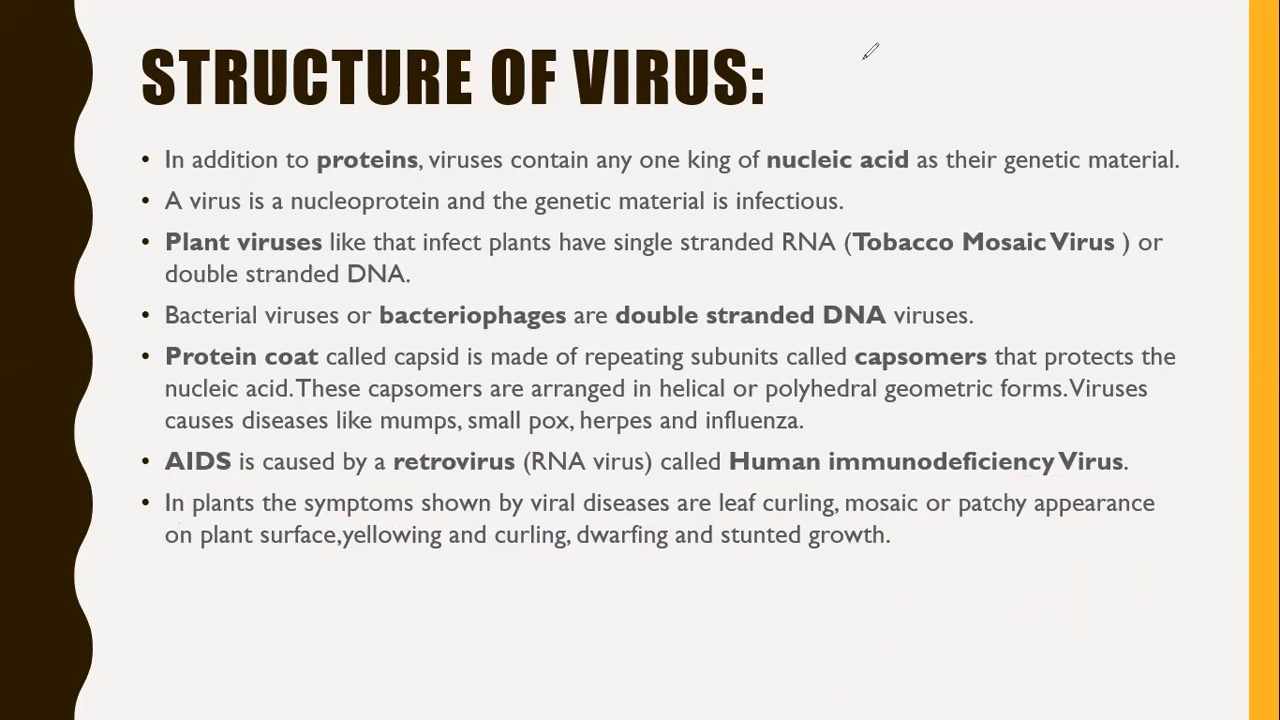 STRUCTURE OF VIRUS:
• In addition to proteins, viruses contain any one king of nucleic acid as their genetic material.
• A virus is a nucleoprotein and the genetic material is infectious.
• Plant viruses like that infect plants have single stranded RNA (Tobacco Mosaic Virus ) or
double stranded DNA.
• Bacterial viruses or bacteriophages are double stranded DNA viruses.
• Protein coat called capsid is made of repeating subunits called capsomers that protects the
nucleic acid. These capsomers are arranged in helical or polyhedral geometric forms. Viruses
causes diseases like mumps, small pox, herpes and influenza.
• AIDS is caused by a retrovirus (RNA virus) called Human immunodeficiency Virus.
• In plants the symptoms shown by viral diseases are leaf curling, mosaic or patchy appearance
on plant surface,yellowing and curling, dwarfing and stunted growth.